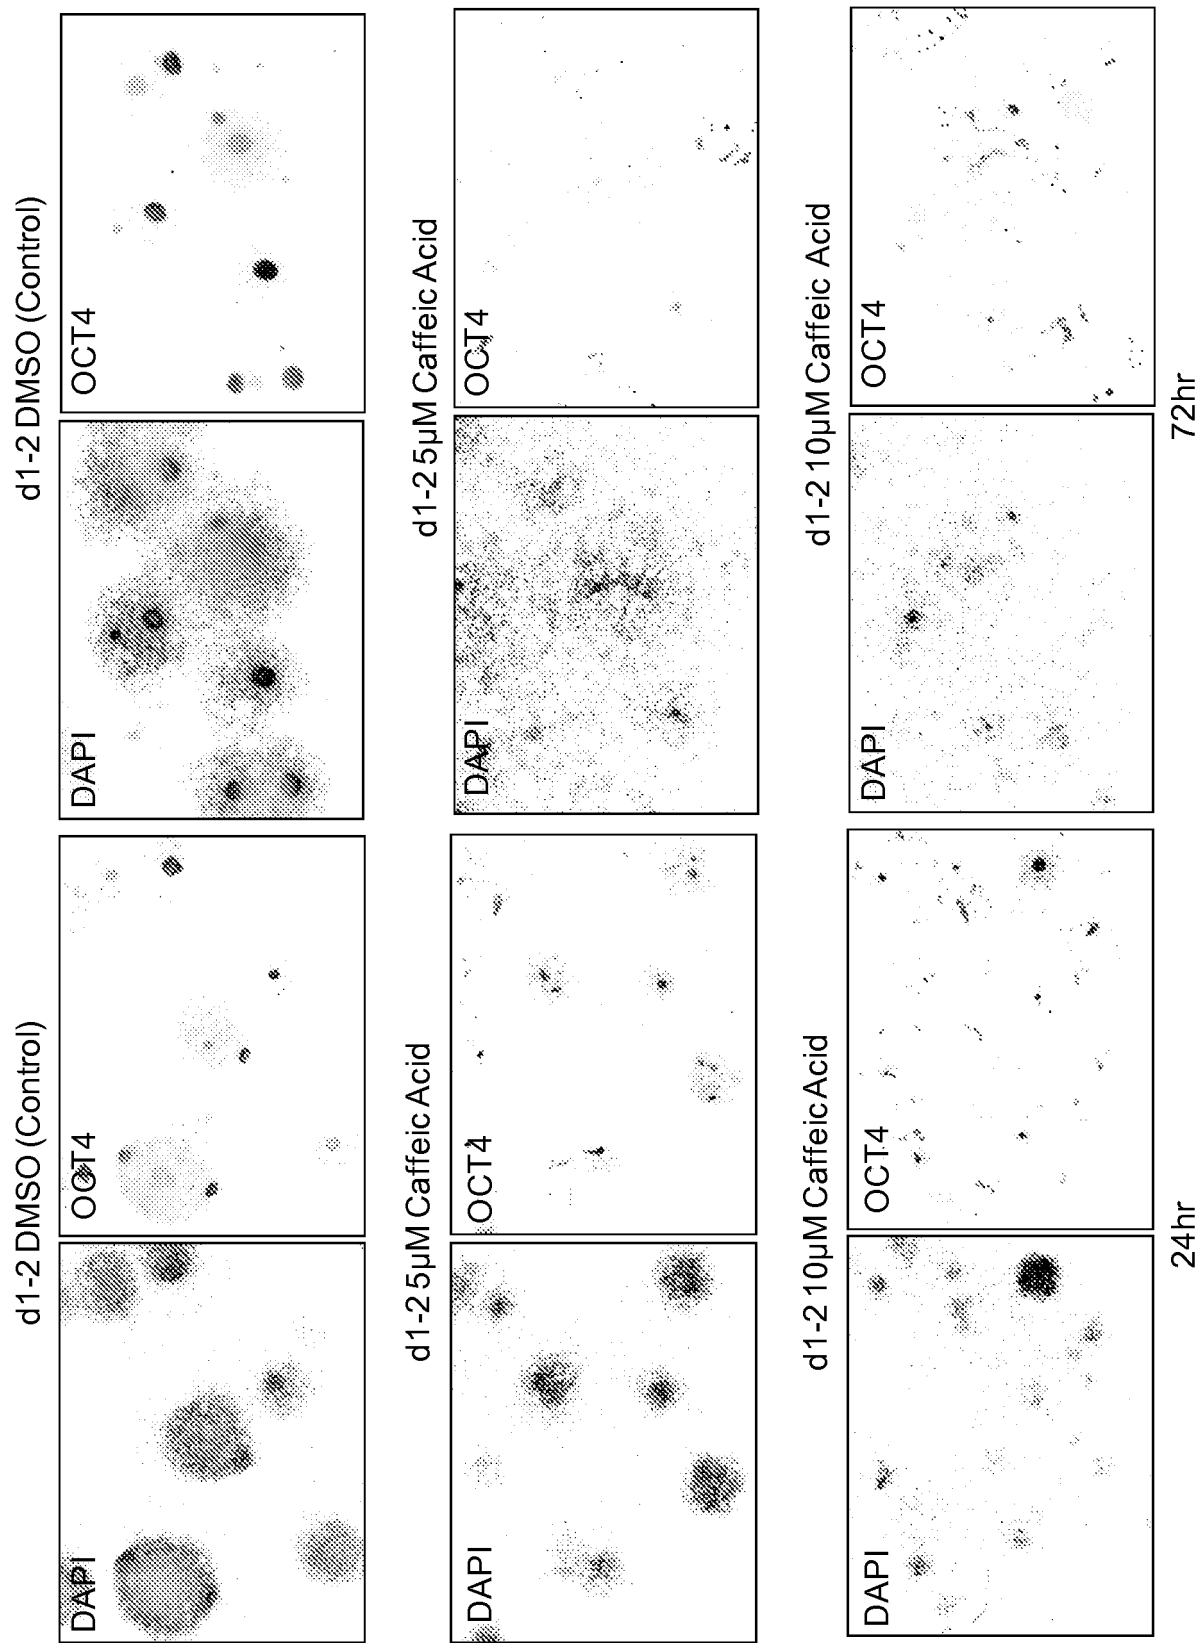 d1-2 DMSO (Control)
d1-2 DMSO (Control)
DAPI
OCT4
DAPI
OCT4
d1-2 5µM Caffeic Acid
d1-2 5µM Caffeic Acid
DAPI
OCT4
DAPI
OCT4
d1-2 10µM Caffeic Acid
d1-2 10µM Caffeic Acid
DAPI
OCT4
DAPI
OCT4
24hr
72hr